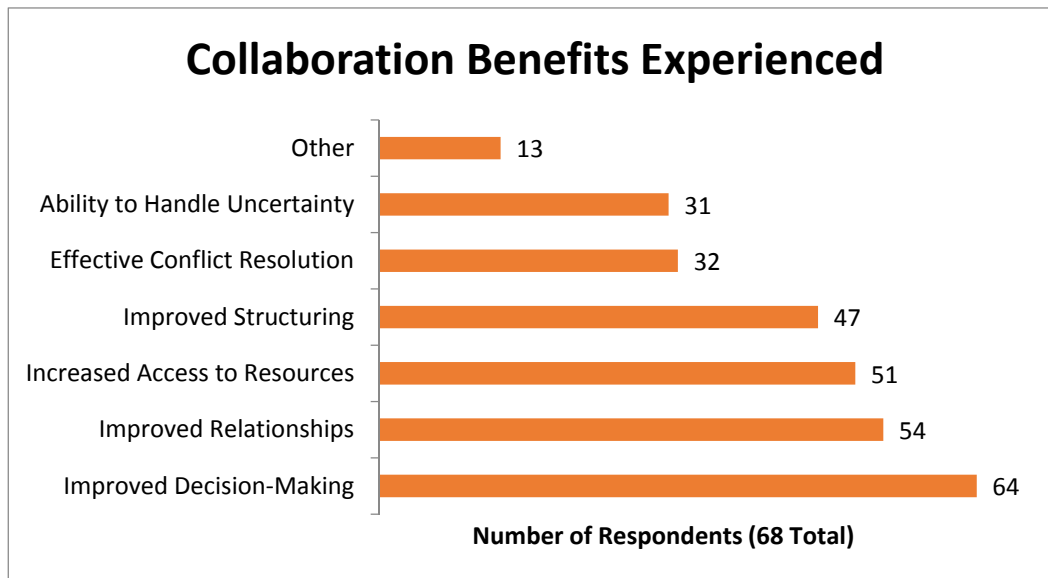 Collaboration Benefits Experienced
Other 13
Ability to Handle Uncertainty 31
Effective Conflict Resolution 32
Improved Structuring 47
Increased Access to Resources 51
Improved Relationships 54
Improved Decision-Making 64
Number of Respondents (68 Total)